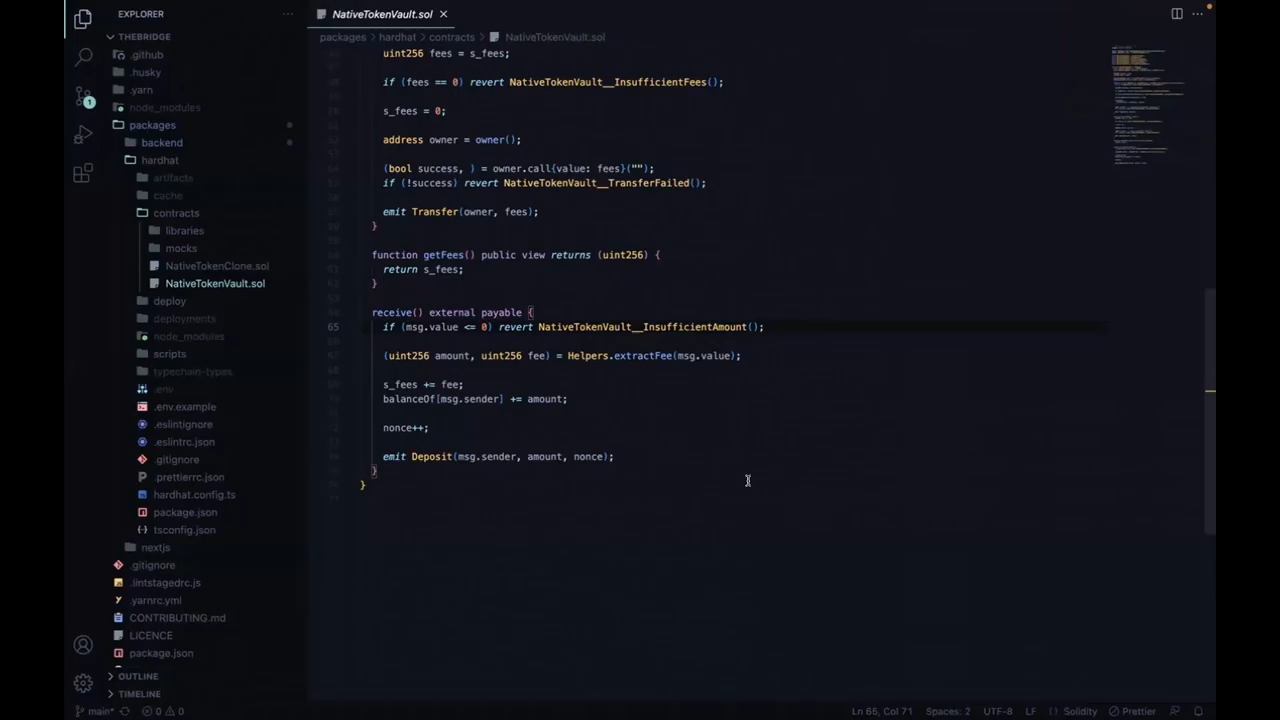 EXPLORER
NativeTokenVault.sol
THEBRIDGE
packages
hardhat
contracts
NativeTokenVault.sol
.github
.husky
.yarn
node_modules
packages
backend
hardhat
artifacts
cache
contracts
libraries
mocks
NativeTokenClone.sol
NativeTokenVault.sol
deploy
deployments
node_modules
scripts
typechain-types
.env
.env.example
.eslintignore
.eslintrc.json
.gitignore
.prettierrc.json
hardhat.config.ts
package.json
tsconfig.json
nextjs
.gitignore
.lintstagedrc.js
.yarnrc.yml
CONTRIBUTING.md
LICENCE
package.json
OUTLINE
TIMELINE
1
uint256 fees = s_fees;
if (fees == 0) revert NativeTokenVault__InsufficientFees();
s_fees = 0;
address owner = owner();
(bool success, ) = owner.call{value: fees}("");
if (!success) revert NativeTokenVault__TransferFailed();
emit Transfer(owner, fees);
}
function getFees() public view returns (uint256) {
return s_fees;
}
receive() external payable {
65 if (msg.value <= 0) revert NativeTokenVault__InsufficientAmount();
(uint256 amount, uint256 fee) = Helpers.extractFee(msg.value);
s_fees += fee;
balanceOf[msg.sender] += amount;
nonce++;
emit Deposit(msg.sender, amount, nonce);
}
}
main* 0 0 Ln 65, Col 71 Spaces: 2 UTF-8 LF Solidity Prettier